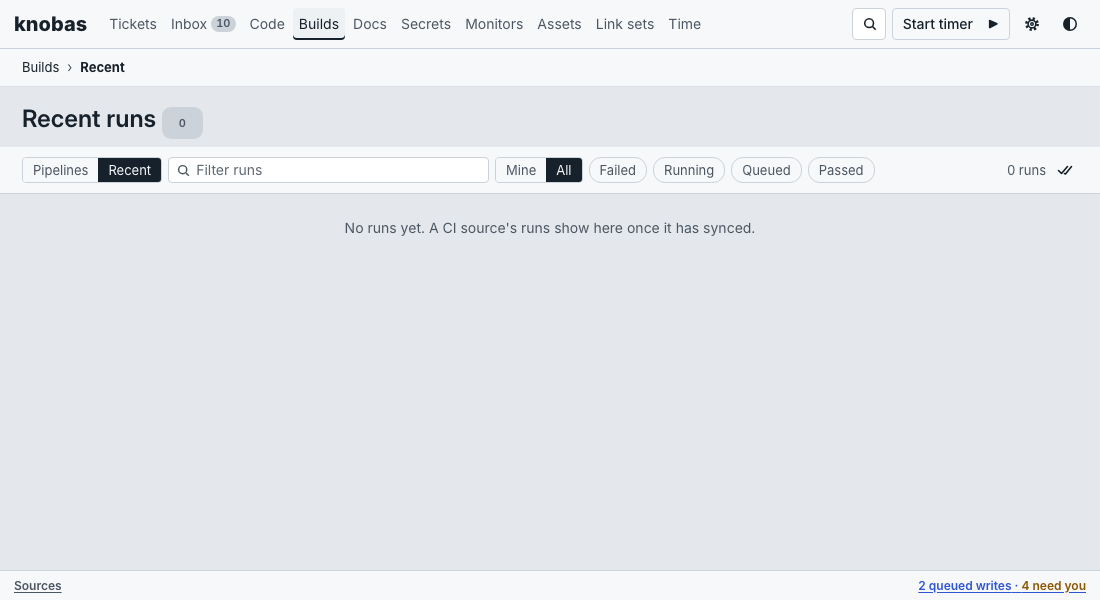 knobas Tickets Inbox 10 Code Builds Docs Secrets Monitors Assets Link sets Time Start timer
Builds › Recent
Recent runs 0
Pipelines Recent Filter runs Mine All Failed Running Queued Passed 0 runs
No runs yet. A CI source's runs show here once it has synced.
Sources 2 queued writes · 4 need you